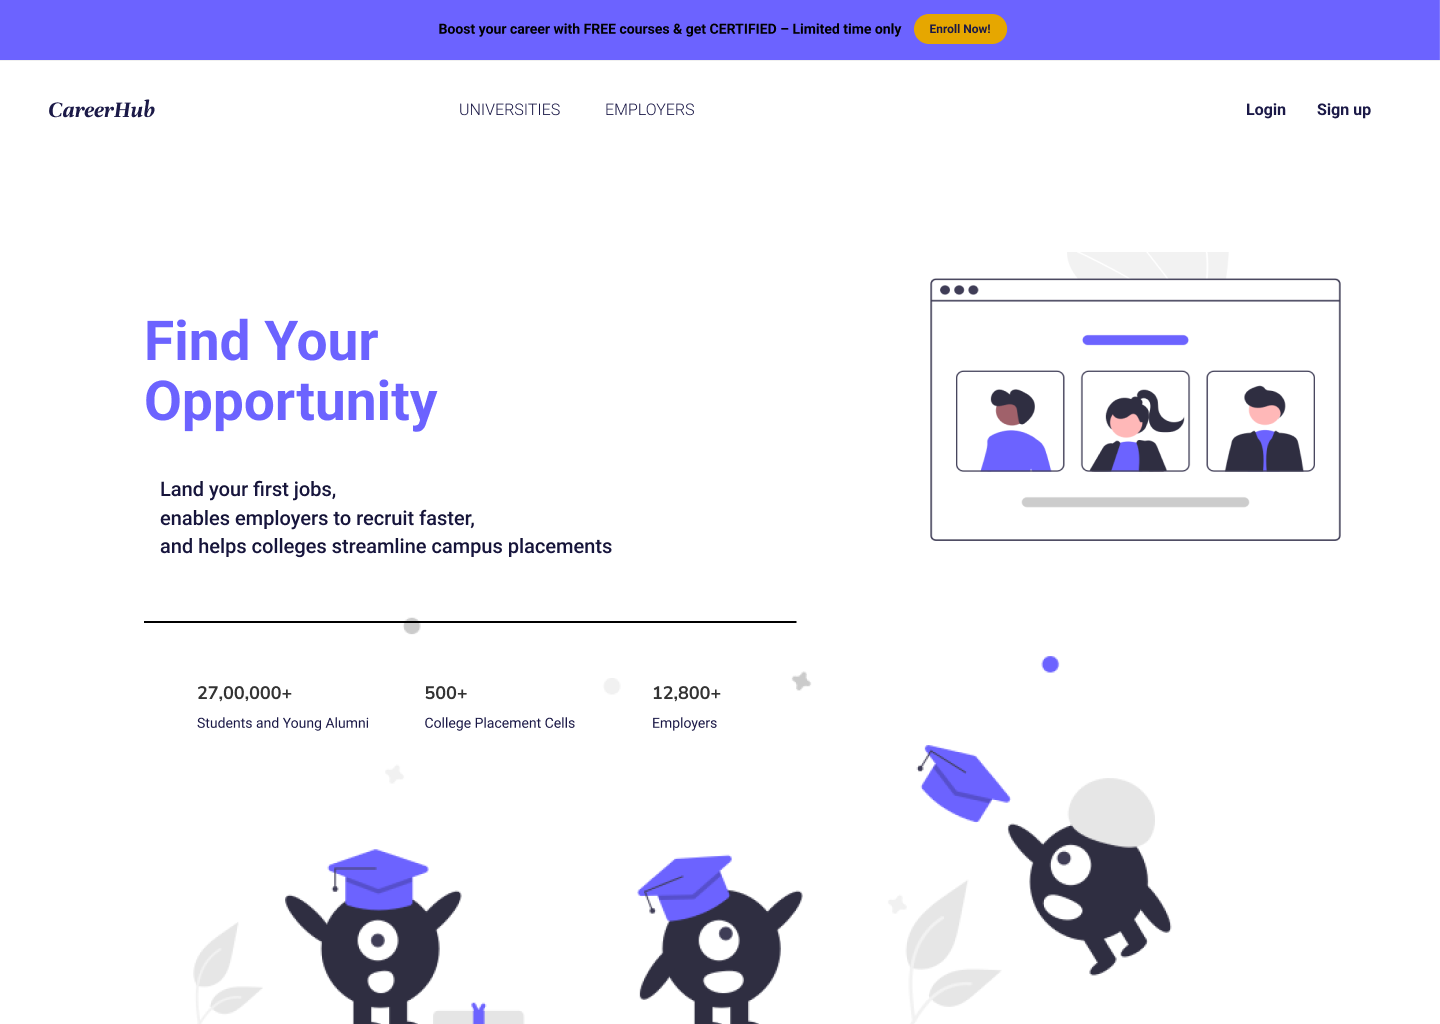 Boost your career with FREE courses & get CERTIFIED – Limited time only
Enroll Now!
CareerHub
UNIVERSITIES
EMPLOYERS
Login
Sign up
Find Your
Opportunity
Land your first jobs,
enables employers to recruit faster,
and helps colleges streamline campus placements
27,00,000+
Students and Young Alumni
500+
College Placement Cells
12,800+
Employers